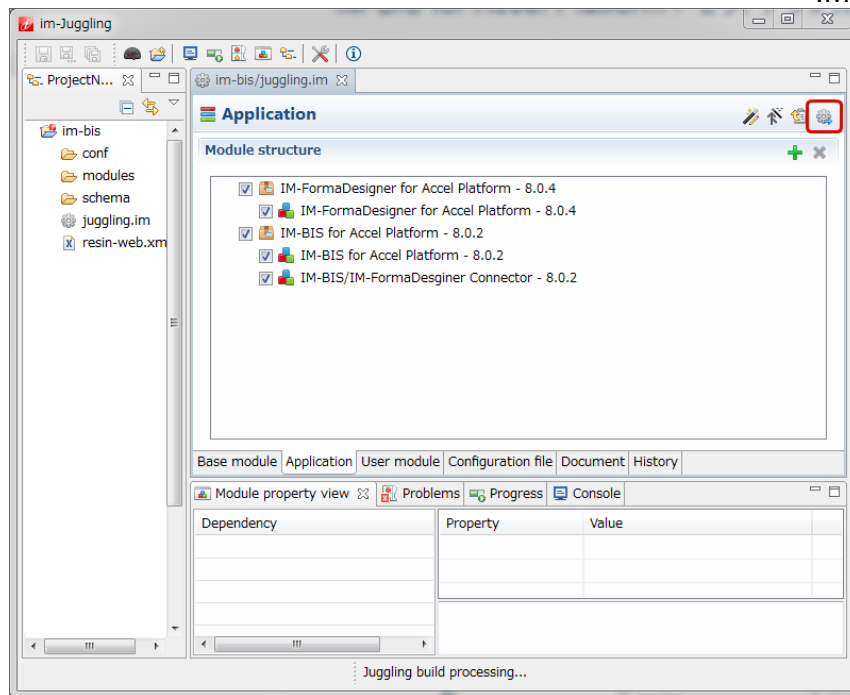 im-Juggling
ProjectN...
im-bis/juggling.im
im-bis
conf
modules
schema
juggling.im
resin-web.xm
Application
Module structure
IM-FormaDesigner for Accel Platform - 8.0.4
IM-FormaDesigner for Accel Platform - 8.0.4
IM-BIS for Accel Platform - 8.0.2
IM-BIS for Accel Platform - 8.0.2
IM-BIS/IM-FormaDesginer Connector - 8.0.2
Base module Application User module Configuration file Document History
Module property view Problems Progress Console
Dependency
Property Value
Juggling build processing...